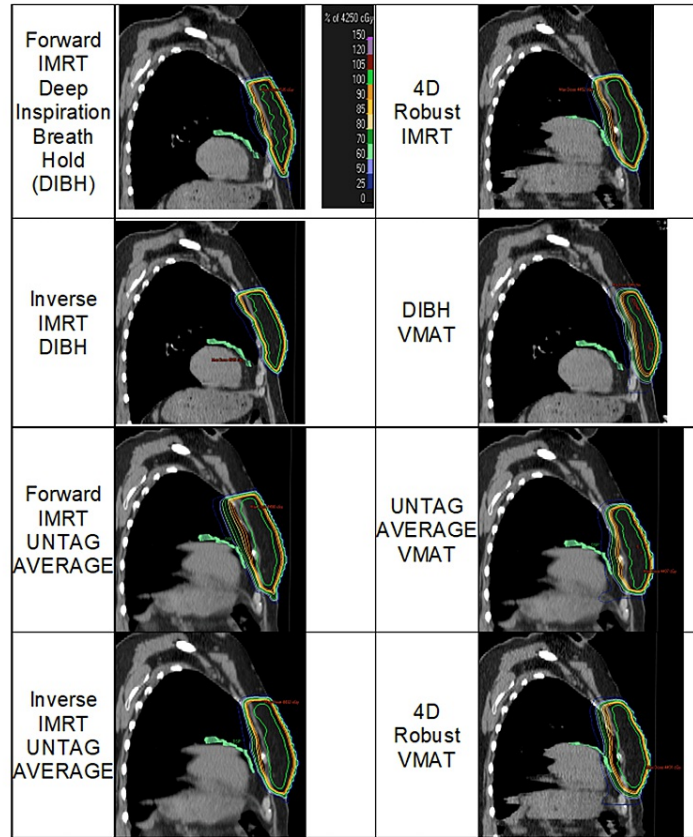 Forward
IMRT
Deep
Inspiration
Breath
Hold
(DIBH)
% of 4250 cGy
150
120
105
100
90
85
80
70
60
50
25
0
4D
Robust
IMRT
Inverse
IMRT
DIBH
DIBH
VMAT
Forward
IMRT
UNTAG
AVERAGE
UNTAG
AVERAGE
VMAT
Inverse
IMRT
UNTAG
AVERAGE
4D
Robust
VMAT